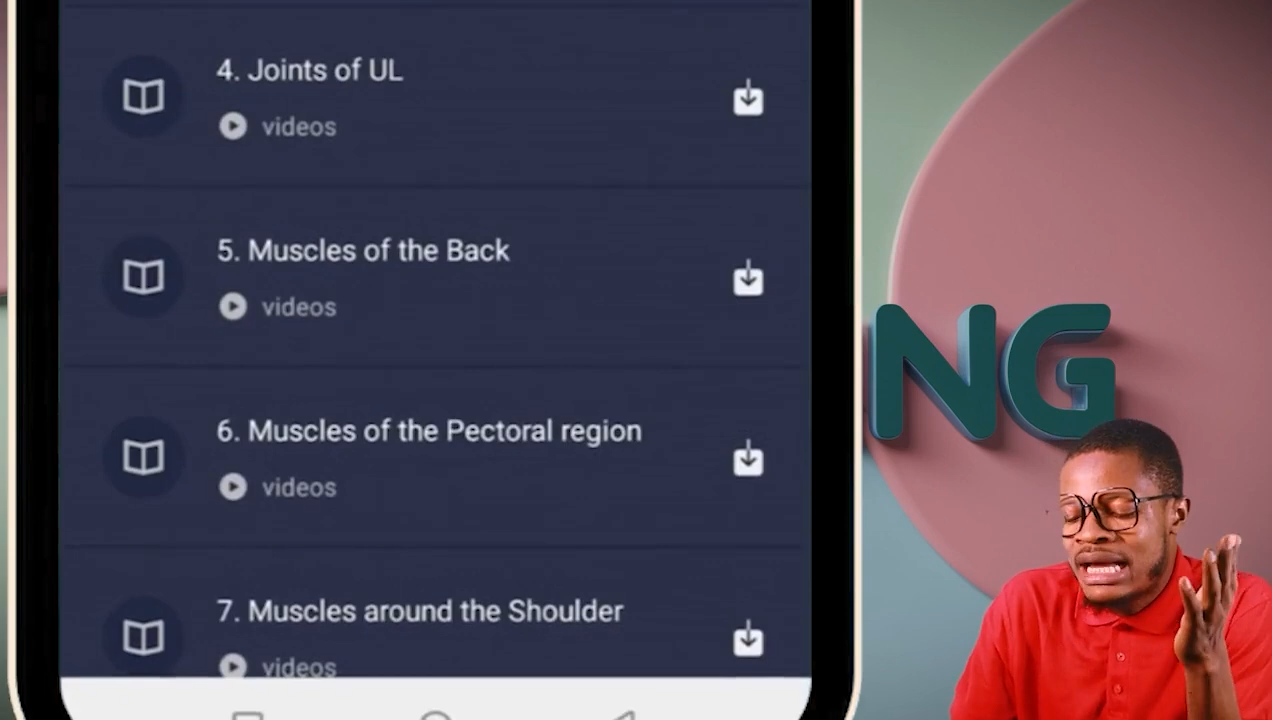 4. Joints of UL
videos
5. Muscles of the Back
videos
6. Muscles of the Pectoral region
videos
7. Muscles around the Shoulder
videos
NG